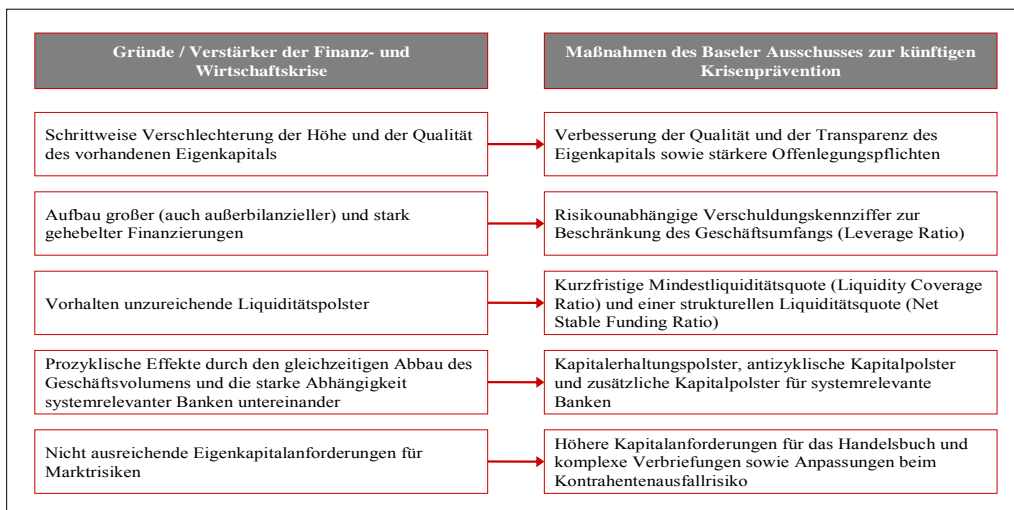 Gründe / Verstärker der Finanz- und
Wirtschaftskrise
Maßnahmen des Baseler Ausschusses zur künftigen
Krisenprävention
Schrittweise Verschlechterung der Höhe und der Qualität
des vorhandenen Eigenkapitals
Verbesserung der Qualität und der Transparenz des
Eigenkapitals sowie stärkere Offenlegungspflichten
Aufbau großer (auch außerbilanzieller) und stark
gehebelter Finanzierungen
Risikounabhängige Verschuldungskennziffer zur
Beschränkung des Geschäftsumfangs (Leverage Ratio)
Vorhalten unzureichende Liquiditätspolster
Kurzfristige Mindestliquiditätsquote (Liquidity Coverage
Ratio) und einer strukturellen Liquiditätsquote (Net
Stable Funding Ratio)
Prozyklische Effekte durch den gleichzeitigen Abbau des
Geschäftsvolumens und die starke Abhängigkeit
systemrelevanter Banken untereinander
Kapitalerhaltungspolster, antizyklische Kapitalpolster
und zusätzliche Kapitalpolster für systemrelevante
Banken
Nicht ausreichende Eigenkapitalanforderungen für
Marktrisiken
Höhere Kapitalanforderungen für das Handelsbuch und
komplexe Verbriefungen sowie Anpassungen beim
Kontrahentenausfallrisiko